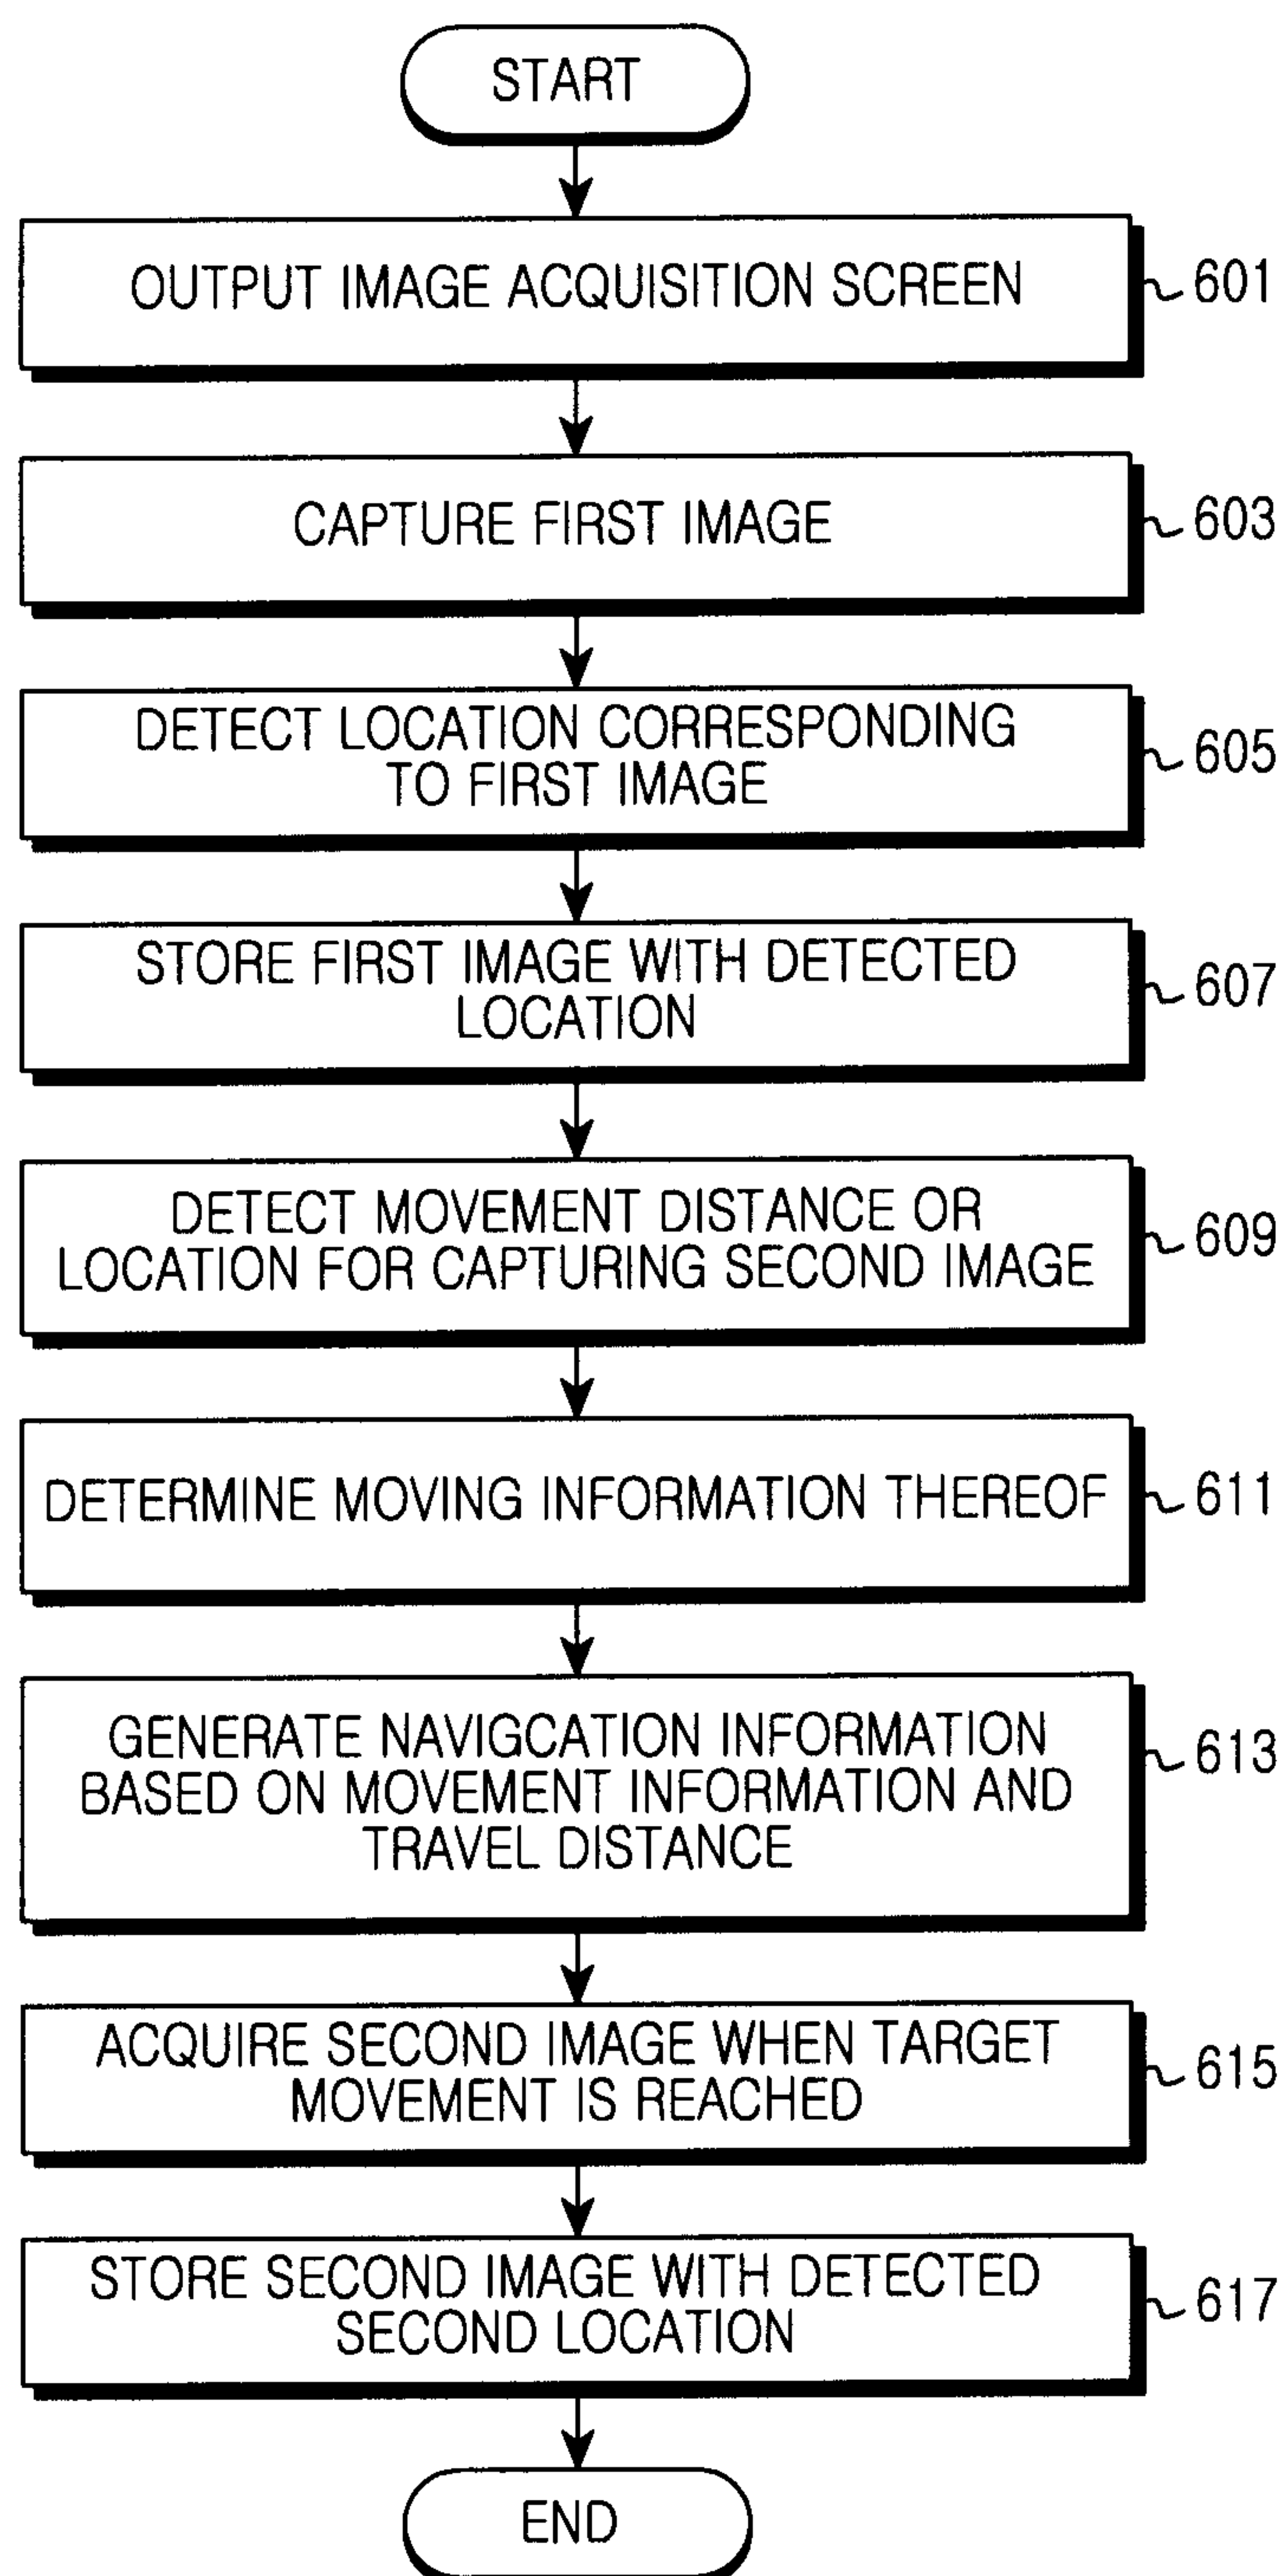 START
OUTPUT IMAGE ACQUISITION SCREEN
601
CAPTURE FIRST IMAGE
603
DETECT LOCATION CORRESPONDING
TO FIRST IMAGE
605
STORE FIRST IMAGE WITH DETECTED
LOCATION
607
DETECT MOVEMENT DISTANCE OR
LOCATION FOR CAPTURING SECOND IMAGE
609
DETERMINE MOVING INFORMATION THEREOF
611
GENERATE NAVIGCATION INFORMATION
BASED ON MOVEMENT INFORMATION AND
TRAVEL DISTANCE
613
ACQUIRE SECOND IMAGE WHEN TARGET
MOVEMENT IS REACHED
615
STORE SECOND IMAGE WITH DETECTED
SECOND LOCATION
617
END